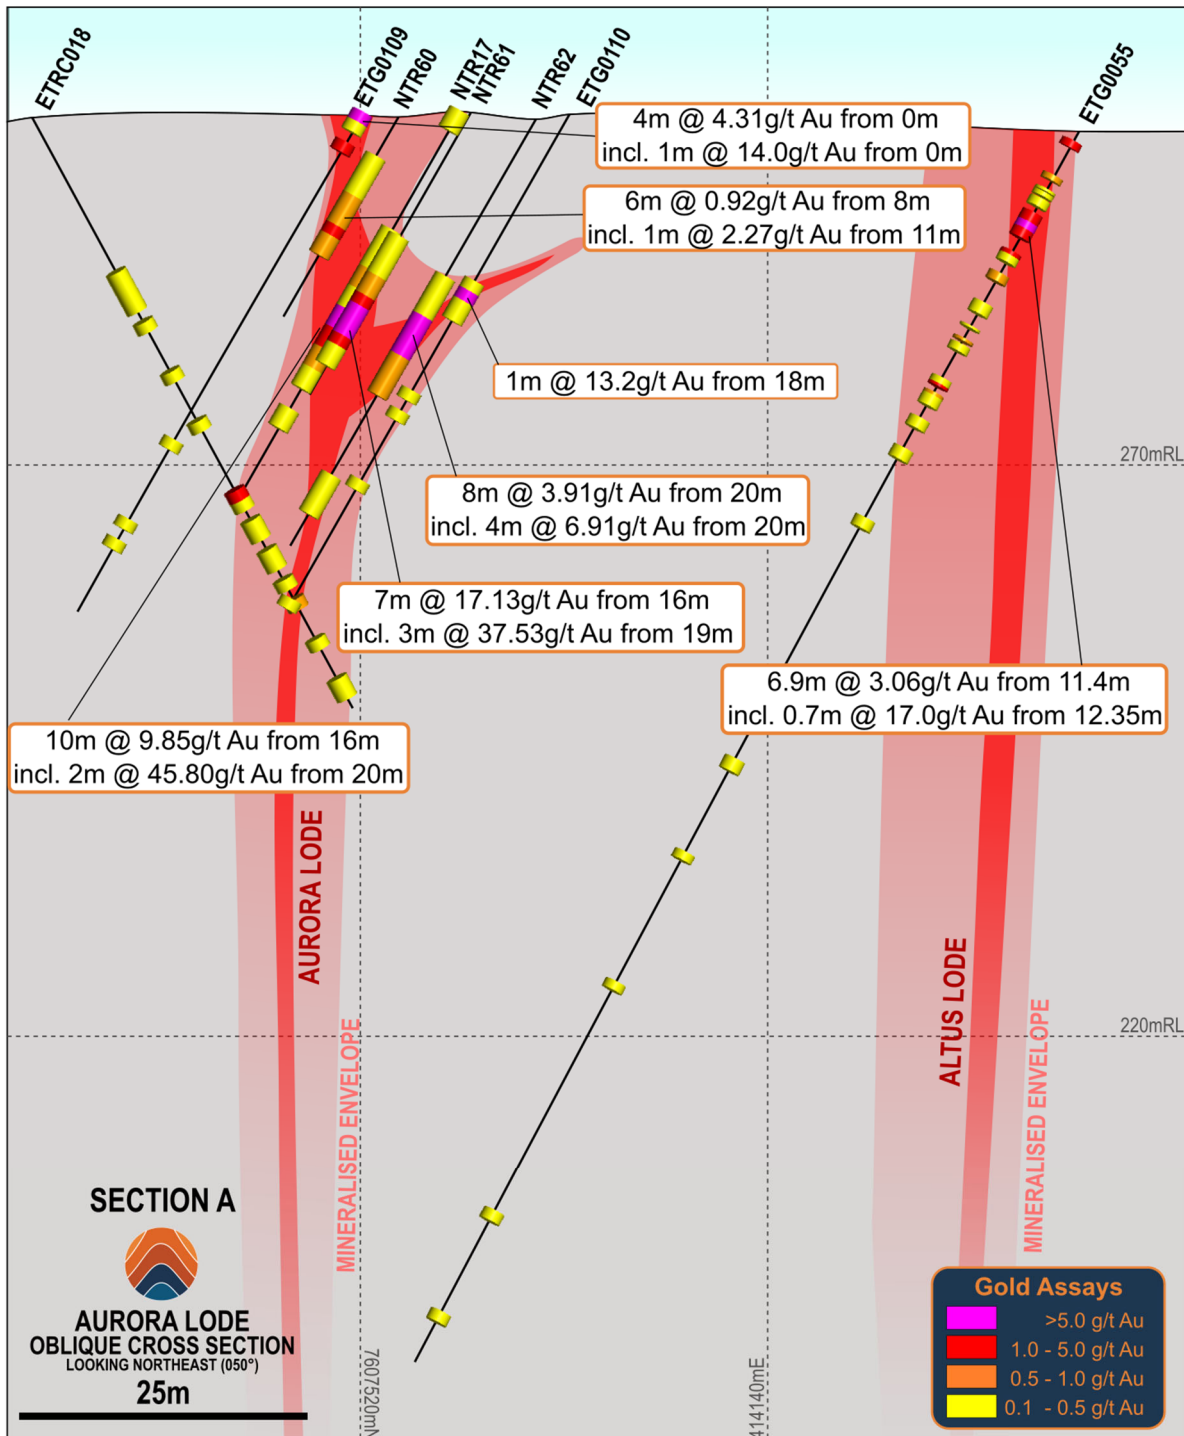 ETRC018
ETG0109
NTR60
NTR17
NTR61
NTR62
ETG0110
ETG0055
4m @ 4.31g/t Au from 0m
incl. 1m @ 14.0g/t Au from 0m
6m @ 0.92g/t Au from 8m
incl. 1m @ 2.27g/t Au from 11m
1m @ 13.2g/t Au from 18m
270mRL
8m @ 3.91g/t Au from 20m
incl. 4m @ 6.91g/t Au from 20m
7m @ 17.13g/t Au from 16m
incl. 3m @ 37.53g/t Au from 19m
6.9m @ 3.06g/t Au from 11.4m
incl. 0.7m @ 17.0g/t Au from 12.35m
10m @ 9.85g/t Au from 16m
incl. 2m @ 45.80g/t Au from 20m
AURORA LODE
MINERALISED ENVELOPE
ALTUS LODE
MINERALISED ENVELOPE
220mRL
SECTION A
AURORA LODE
OBLIQUE CROSS SECTION
LOOKING NORTHEAST (050°)
25m
7607520mN
414140mE
Gold Assays
>5.0 g/t Au
1.0 - 5.0 g/t Au
0.5 - 1.0 g/t Au
0.1 - 0.5 g/t Au